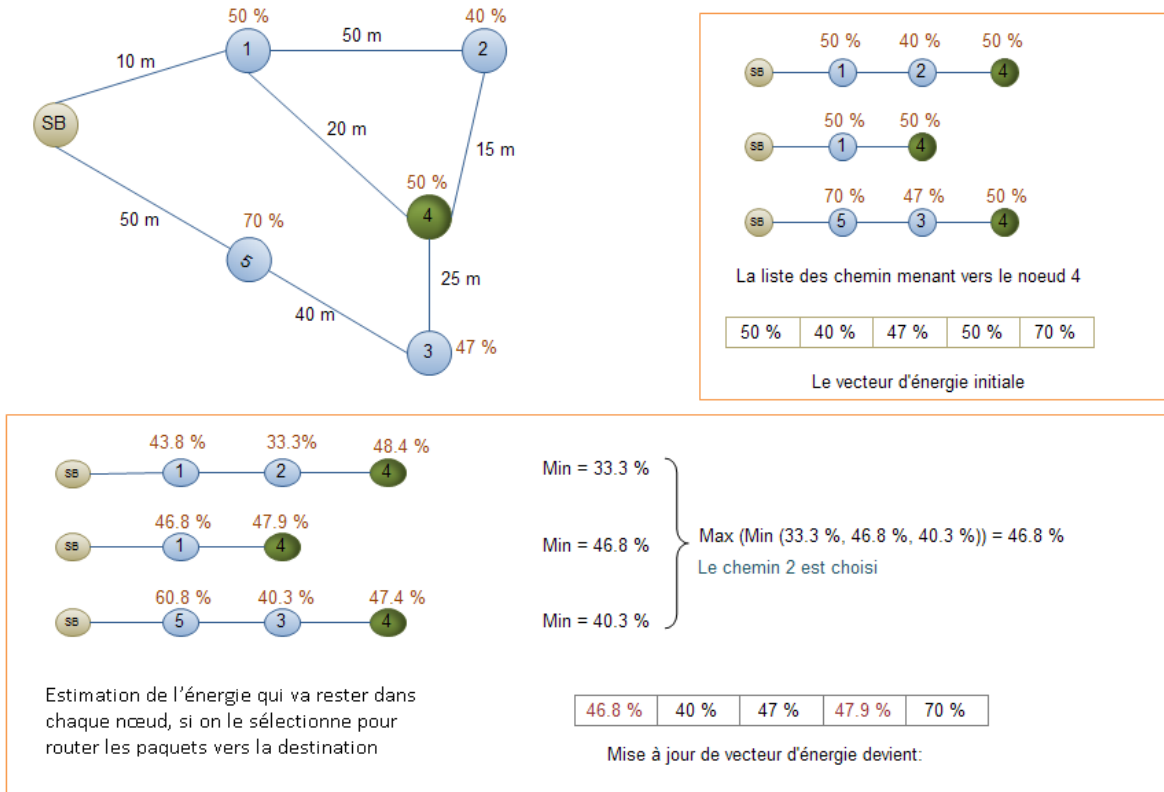 50 %
40 %
50 m
1
2
10 m
SB
20 m
15 m
50 %
4
70 %
50 m
5
25 m
40 m
3
47 %
50 %
40 %
50 %
SB
1
2
4
50 %
50 %
SB
1
4
70 %
47 %
50 %
SB
5
3
4
La liste des chemin menant vers le noeud 4
50 % 40 % 47 % 50 % 70 %
Le vecteur d'énergie initiale
43.8 %
33.3%
48.4 %
SB
1
2
4
46.8 %
47.9 %
SB
1
4
60.8 %
40.3 %
47.4 %
SB
5
3
4
Min = 33.3 %
Min = 46.8 %
Min = 40.3 %
Max (Min (33.3 %, 46.8 %, 40.3 %)) = 46.8 %
Le chemin 2 est choisi
Estimation de l'énergie qui va rester dans
chaque nœud, si on le sélectionne pour
router les paquets vers la destination
46.8 % 40 % 47 % 47.9 % 70 %
Mise à jour de vecteur d'énergie devient: